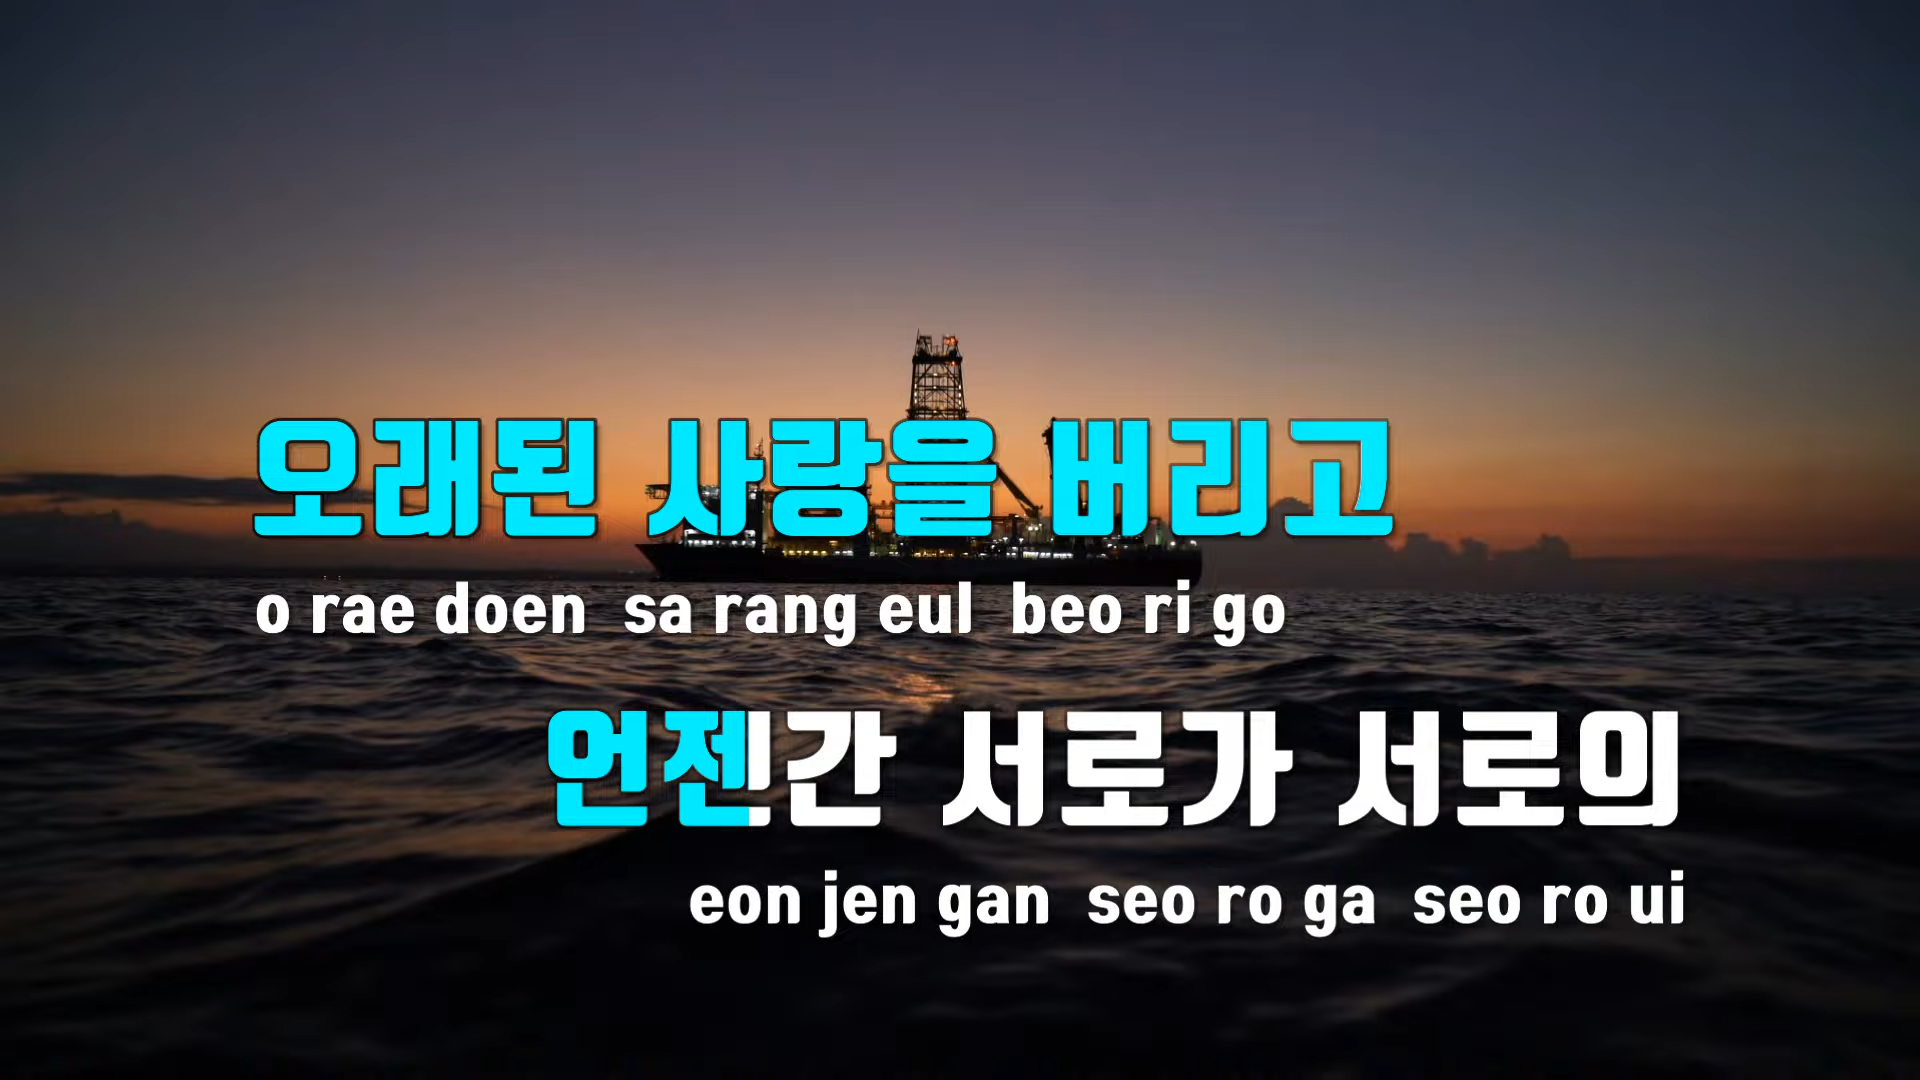 오래된 사랑을 버리고
o rae doen sa rang eul beo ri go
언젠간 서로가 서로의
eon jen gan seo ro ga seo ro ui